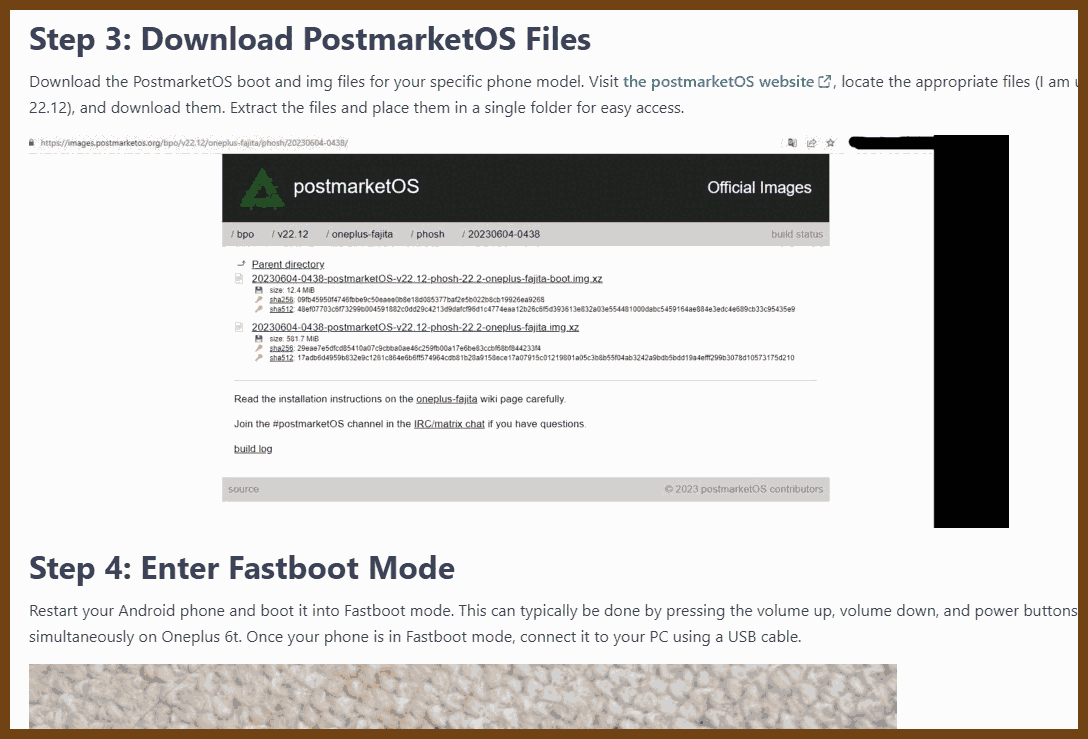 Step 3: Download PostmarketOS Files
Download the PostmarketOS boot and img files for your specific phone model. Visit the postmarketOS website, locate the appropriate files (I am u
22.12), and download them. Extract the files and place them in a single folder for easy access.
https://images.postmarketos.org/bpo/v22.12/oneplus-fajita/phosh/20230604-0438/
postmarketOS
Official Images
/ bpo / v22.12 / oneplus-fajita / phosh / 20230604-0438
build status
Parent directory
20230604-0438-postmarketOS-v22.12-phosh-22.2-oneplus-fajita-boot.img.xz
size: 12.4 MiB
sha256:
sha512:
20230604-0438-postmarketOS-v22.12-phosh-22.2-oneplus-fajita.img.xz
size: 581.7 MiB
sha256:
sha512:
Read the installation instructions on the oneplus-fajita wiki page carefully.
Join the #postmarketOS channel in the IRC/matrix chat if you have questions.
build log
source
© 2023 postmarketOS contributors
Step 4: Enter Fastboot Mode
Restart your Android phone and boot it into Fastboot mode. This can typically be done by pressing the volume up, volume down, and power buttons
simultaneously on Oneplus 6t. Once your phone is in Fastboot mode, connect it to your PC using a USB cable.